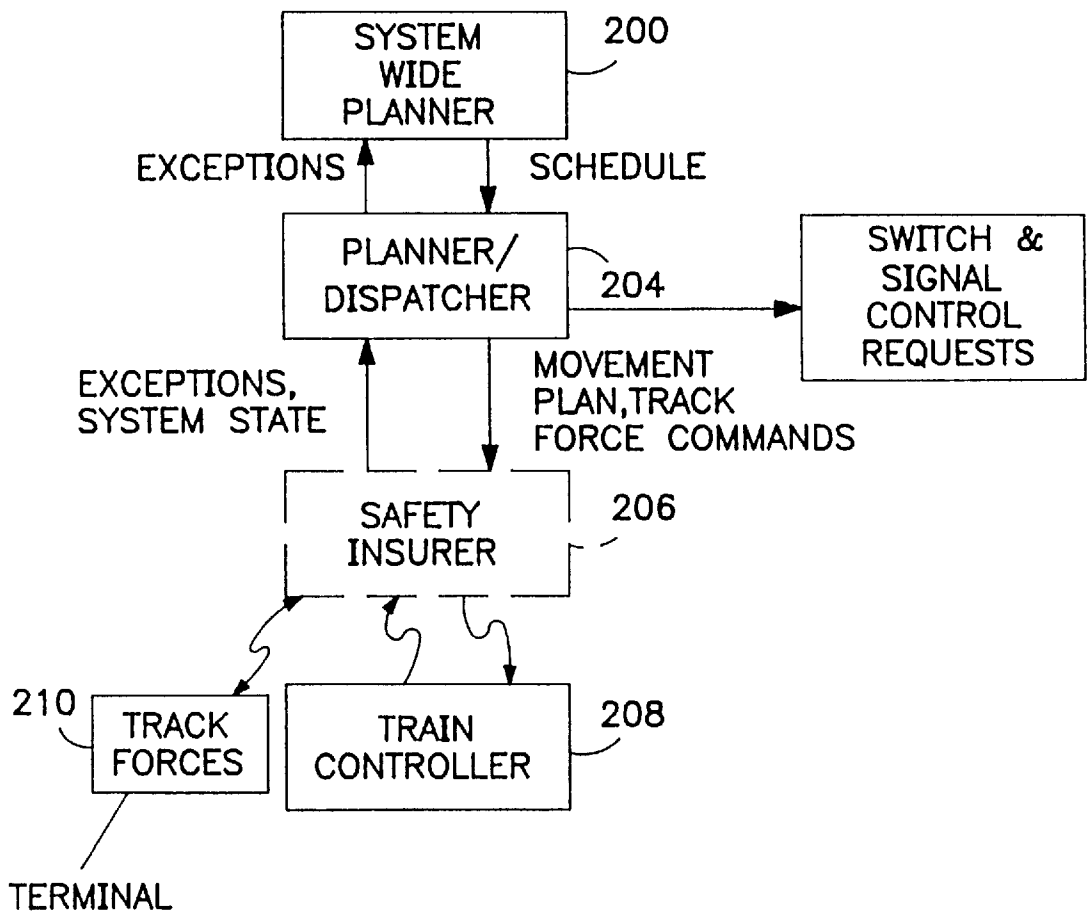 SYSTEM
WIDE
PLANNER
200
EXCEPTIONS
SCHEDULE
PLANNER/
DISPATCHER
204
SWITCH &
SIGNAL
CONTROL
REQUESTS
EXCEPTIONS,
SYSTEM STATE
MOVEMENT
PLAN,TRACK
FORCE COMMANDS
SAFETY
INSURER
206
210
TRACK
FORCES
TRAIN
CONTROLLER
208
TERMINAL